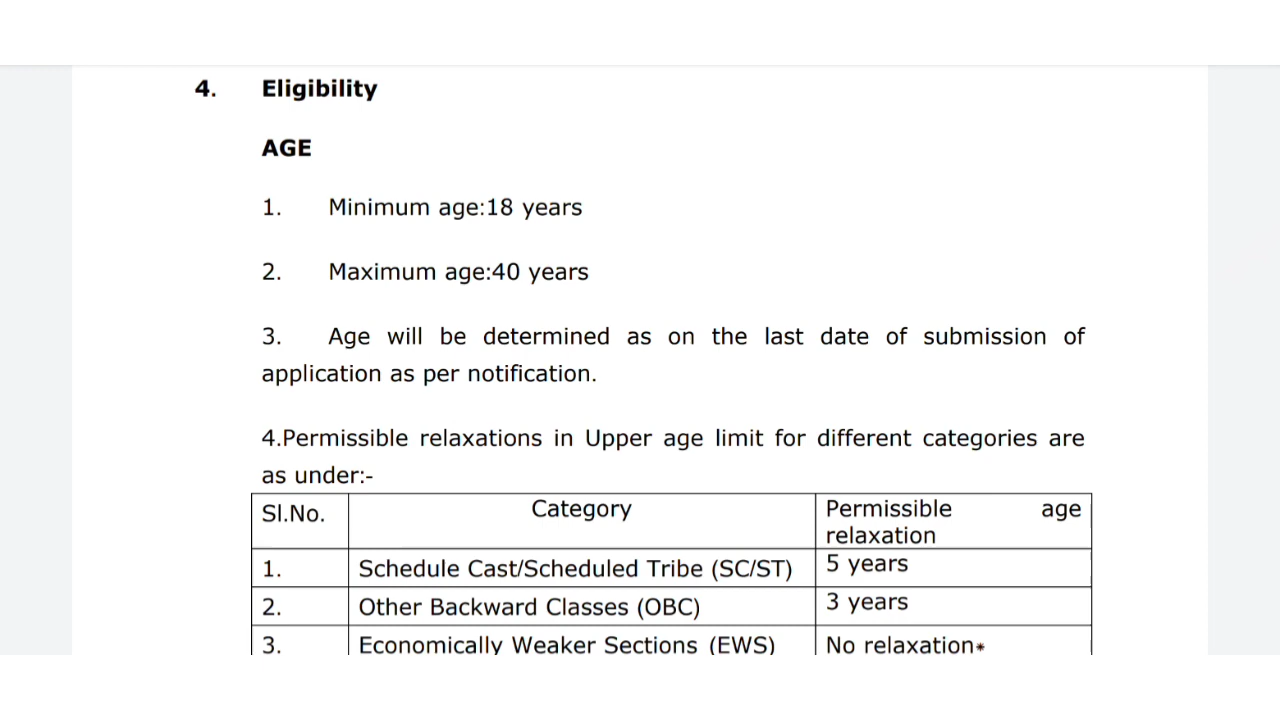 4. Eligibility
AGE
1. Minimum age:18 years
2. Maximum age:40 years
3. Age will be determined as on the last date of submission of
application as per notification.
4.Permissible relaxations in Upper age limit for different categories are
as under:-
Sl.No. Category Permissible age
relaxation
1. Schedule Cast/Scheduled Tribe (SC/ST) 5 years
2. Other Backward Classes (OBC) 3 years
3. Economically Weaker Sections (EWS) No relaxation*